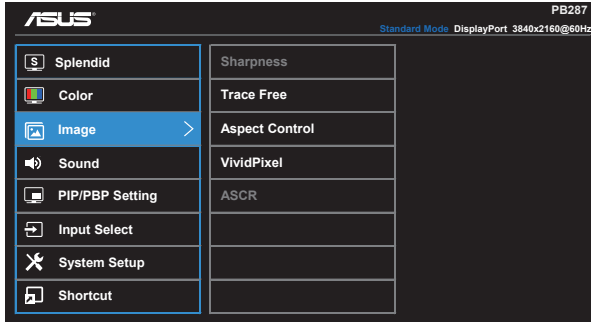 ASUS
PB287
Standard Mode DisplayPort 3840x2160@60Hz
S Splendid
Color
Image
Sound
PIP/PBP Setting
Input Select
System Setup
Shortcut
Sharpness
Trace Free
Aspect Control
VividPixel
ASCR